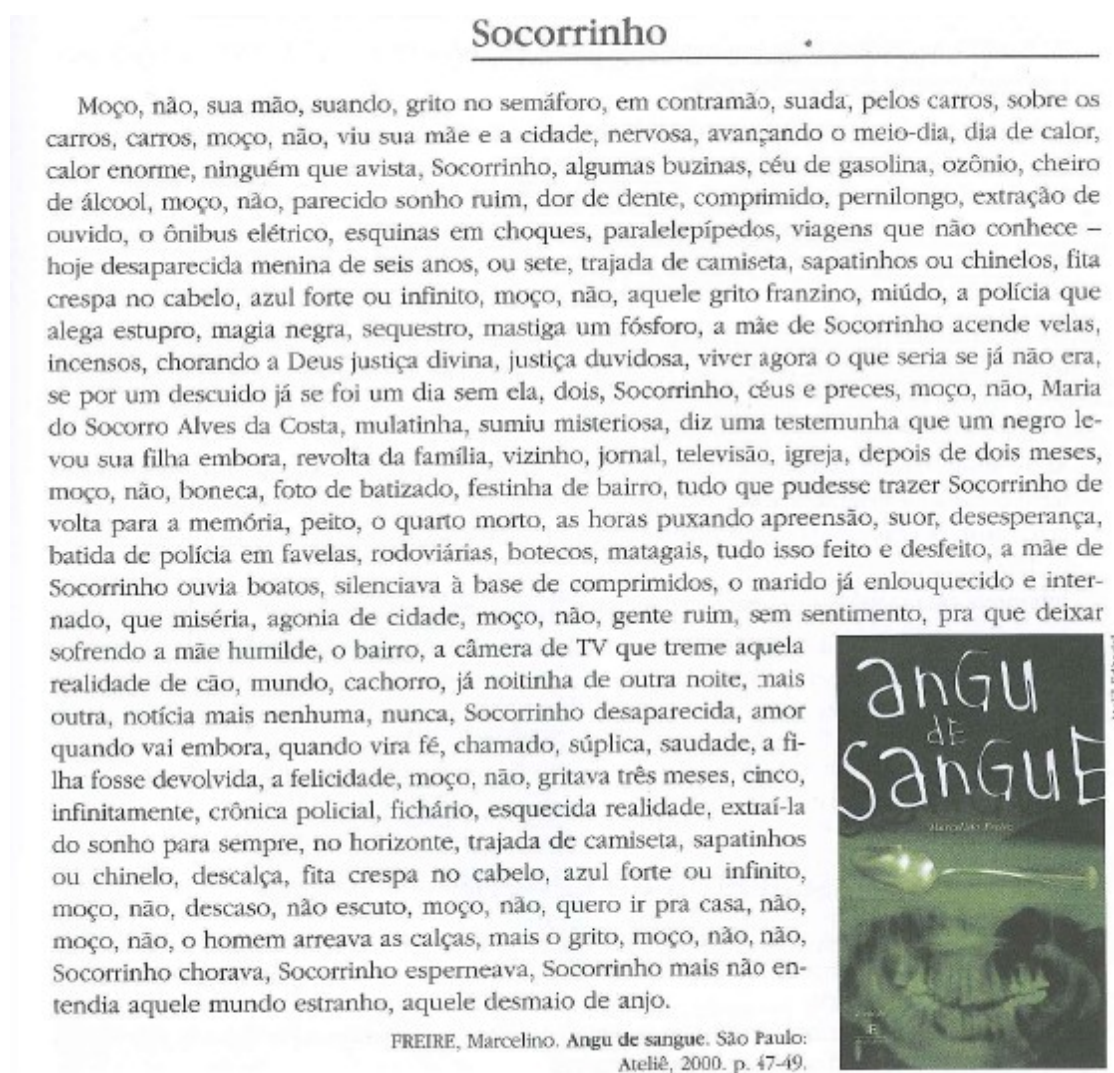 Socorrinho
Moço, não, sua mão, suando, grito no semáforo, em contramão, suada, pelos carros, sobre os
carros, carros, moço, não, viu sua mãe e a cidade, nervosa, avançando o meio-dia, dia de calor,
calor enorme, ninguém que avista, Socorrinho, algumas buzinas, céu de gasolina, ozônio, cheiro
de álcool, moço, não, parecido sonho ruim, dor de dente, comprimido, pernilongo, extração de
ouvido, o ônibus elétrico, esquinas em choques, paralelepípedos, viagens que não conhece –
hoje desaparecida menina de seis anos, ou sete, trajada de camiseta, sapatinhos ou chinelos, fita
crespa no cabelo, azul forte ou infinito, moço, não, aquele grito franzino, miúdo, a polícia que
alega estupro, magia negra, sequestro, mastiga um fósforo, a mãe de Socorrinho acende velas,
incensos, chorando a Deus justiça divina, justiça duvidosa, viver agora o que seria se já não era,
se por um descuido já se foi um dia sem ela, dois, Socorrinho, céus e preces, moço, não, Maria
do Socorro Alves da Costa, mulatinha, sumiu misteriosa, diz uma testemunha que um negro le-
vou sua filha embora, revolta da família, vizinho, jornal, televisão, igreja, depois de dois meses,
moço, não, boneca, foto de batizado, festinha de bairro, tudo que pudesse trazer Socorrinho de
volta para a memória, peito, o quarto morto, as horas puxando apreensão, suor, desesperança,
batida de polícia em favelas, rodoviárias, botecos, matagais, tudo isso feito e desfeito, a mãe de
Socorrinho ouvia boatos, silenciava à base de comprimidos, o marido já enlouquecido e inter-
nado, que miséria, agonia de cidade, moço, não, gente ruim, sem sentimento, pra que deixar
sofrendo a mãe humilde, o bairro, a câmera de TV que treme aquela
realidade de cão, mundo, cachorro, já noitinha de outra noite, mais
outra, notícia mais nenhuma, nunca, Socorrinho desaparecida, amor
quando vai embora, quando vira fé, chamado, súplica, saudade, a fi-
lha fosse devolvida, a felicidade, moço, não, gritava três meses, cinco,
infinitamente, crônica policial, fichário, esquecida realidade, extraí-la
do sonho para sempre, no horizonte, trajada de camiseta, sapatinhos
ou chinelo, descalça, fita crespa no cabelo, azul forte ou infinito,
moço, não, descaso, não escuto, moço, não, quero ir pra casa, não,
moço, não, o homem arreava as calças, mais o grito, moço, não, não,
Socorrinho chorava, Socorrinho esperneava, Socorrinho mais não en-
tendia aquele mundo estranho, aquele desmaio de anjo.
FREIRE, Marcelino. Angu de sangue. São Paulo:
Ateliê, 2000. p. 47-49.
anGU
dE
SanGUE
Marcelino Freire